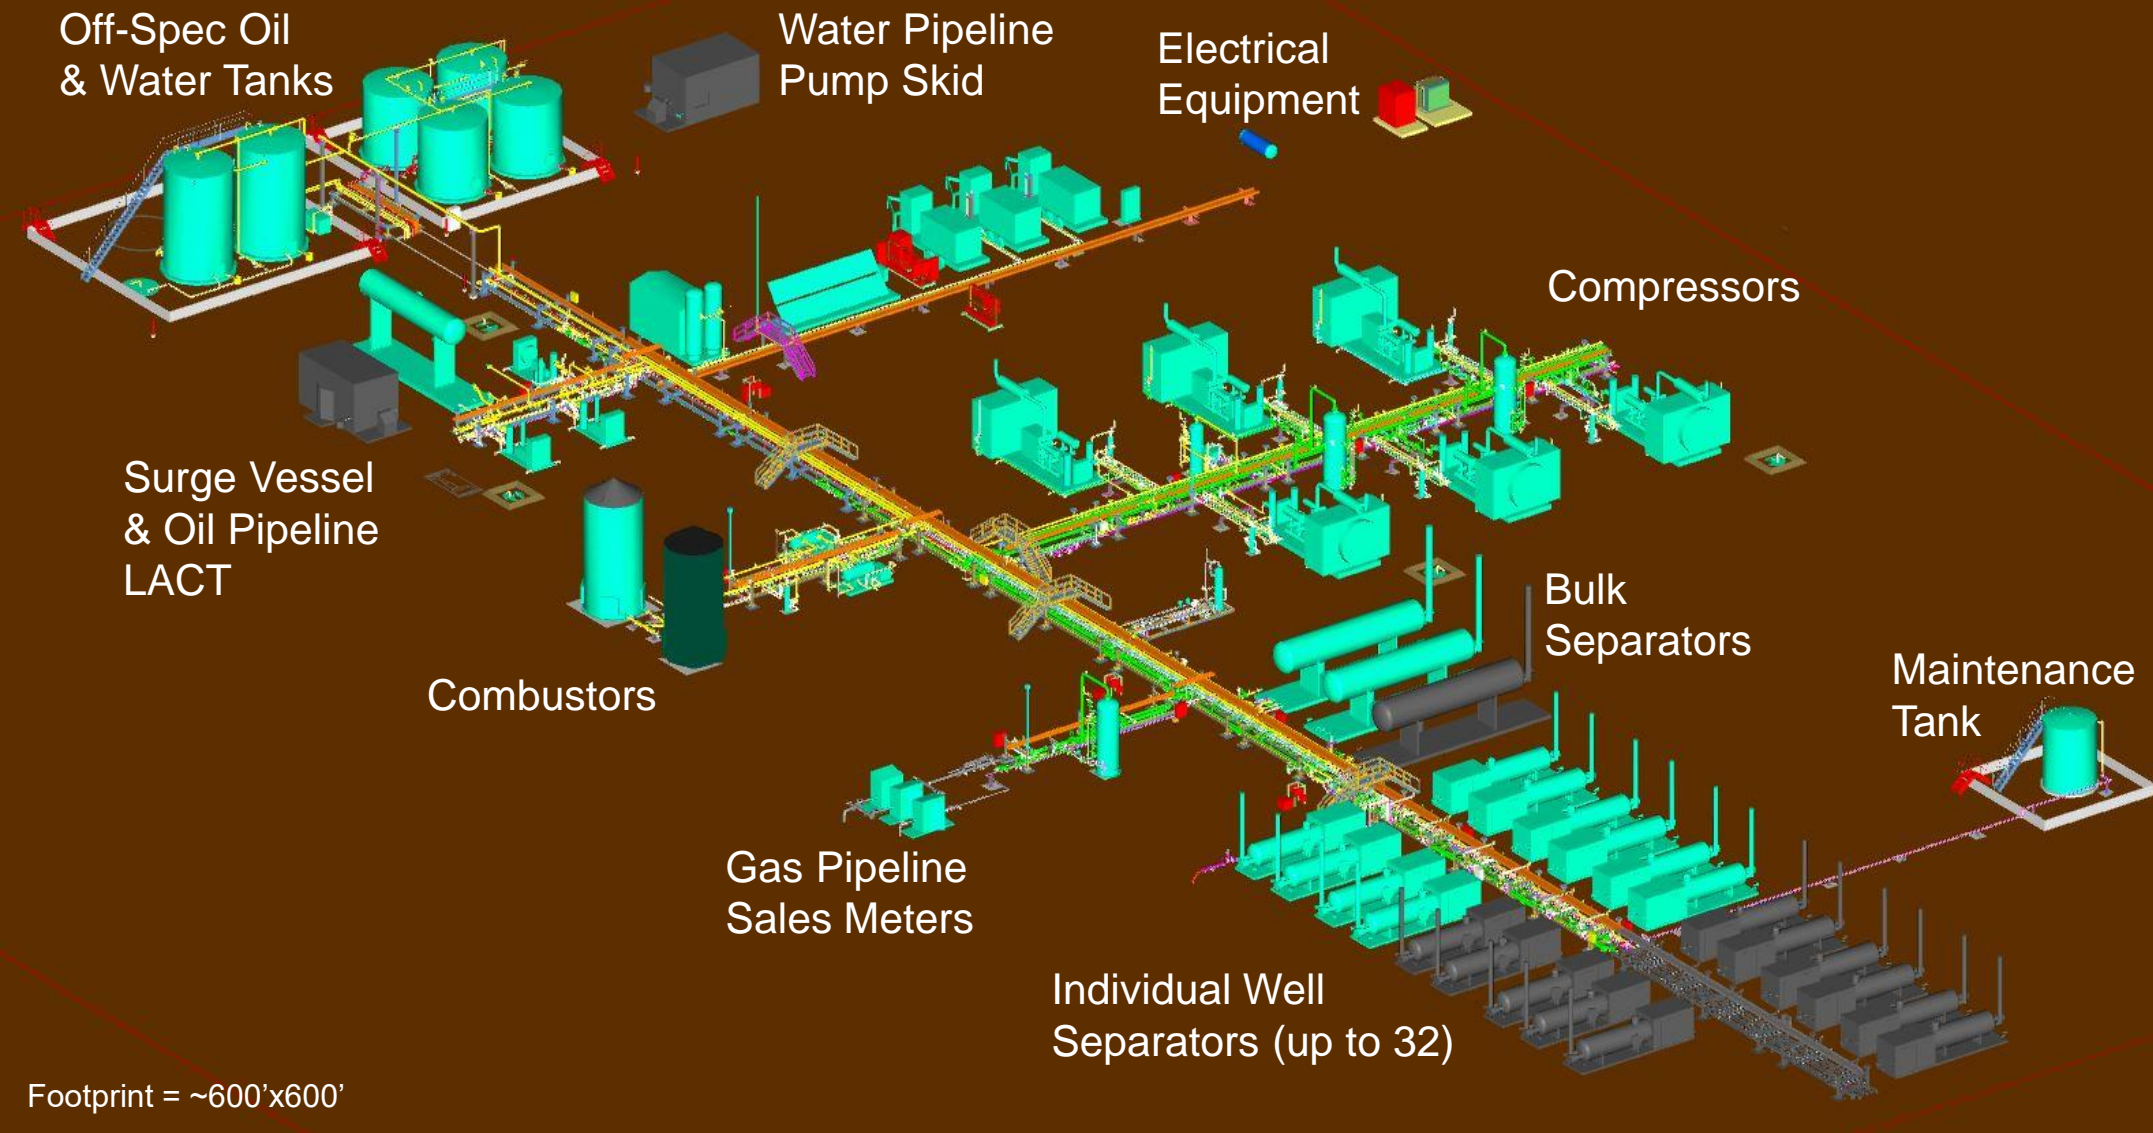 Off-Spec Oil
& Water Tanks
Water Pipeline
Pump Skid
Electrical
Equipment
Compressors
Surge Vessel
& Oil Pipeline
LACT
Combustors
Bulk
Separators
Maintenance
Tank
Gas Pipeline
Sales Meters
Individual Well
Separators (up to 32)
Footprint = ~600’x600’